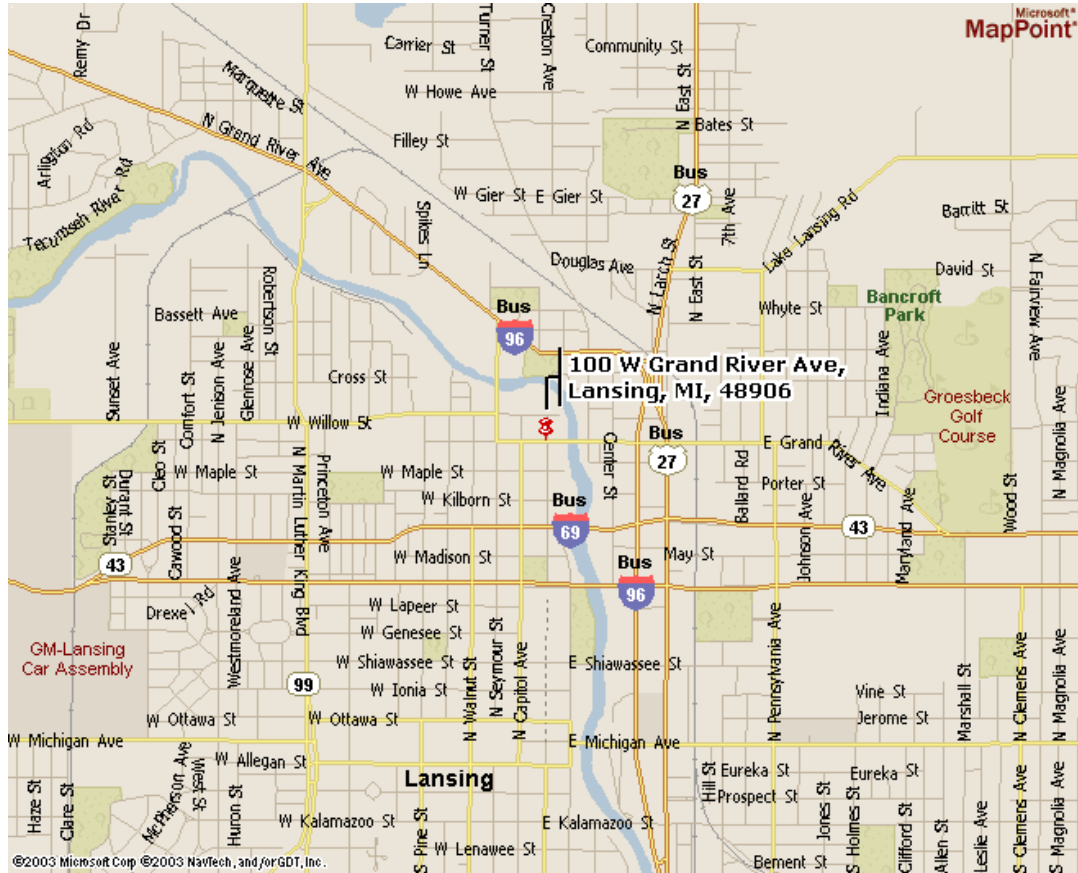 Microsoft®
MapPoint®
Remy Dr
Carrier St
Turner St
Creston Ave
Community St
Marquette St
W Howe Ave
N East St
Bates St
N Grand River Ave
Filley St
Arlington Rd
Bus
27
Tecumseh River Rd
W Gier St
E Gier St
7th Ave
Lake Lansing Rd
Barritt St
Spikes Ln
N Larch St
Douglas Ave
N East St
David St
N Fairview Ave
Robertson St
Bancroft
Park
Whyte St
Bassett Ave
Bus
96
Sunset Ave
Comfort St
N Jenison Ave
Glenrose Ave
Cross St
100 W Grand River Ave,
Lansing, MI, 48906
Indiana Ave
Groesbeck
Golf
Course
N Magnolia Ave
W Willow St
Center St
Bus
27
E Grand River Ave
Cleo St
W Maple St
N Martin Luther King Blvd
Princeton Ave
W Maple St
Stanley St
Durant St
W Kilborn St
Ballard Rd
Porter St
Wood St
Cawood St
Bus
69
Johnson Ave
43
Maryland Ave
43
W Madison St
May St
Bus
96
Drexel Rd
Westmoreland Ave
W Lapeer St
W Genesee St
GM-Lansing
Car Assembly
W Shiawassee St
N Walnut St
N Seymour St
N Capitol Ave
E Shiawassee St
N Pennsylvania Ave
99
W Ionia St
Vine St
Marshall St
N Clemens Ave
N Magnolia Ave
W Ottawa St
W Ottawa St
Jerome St
W Michigan Ave
E Michigan Ave
W Allegan St
Lansing
Haze St
Clare St
McPherson Ave
West St
Huron St
Hill St
Eureka St
Eureka St
Prospect St
W Kalamazoo St
S Pine St
E Kalamazoo St
Jones St
S Holmes St
Clifford St
Allen St
Leslie Ave
S Clemens Ave
S Magnolia Ave
W Lenawee St
Bement St
©2003 Microsoft Corp ©2003 NavTech, and/or GDT, Inc.